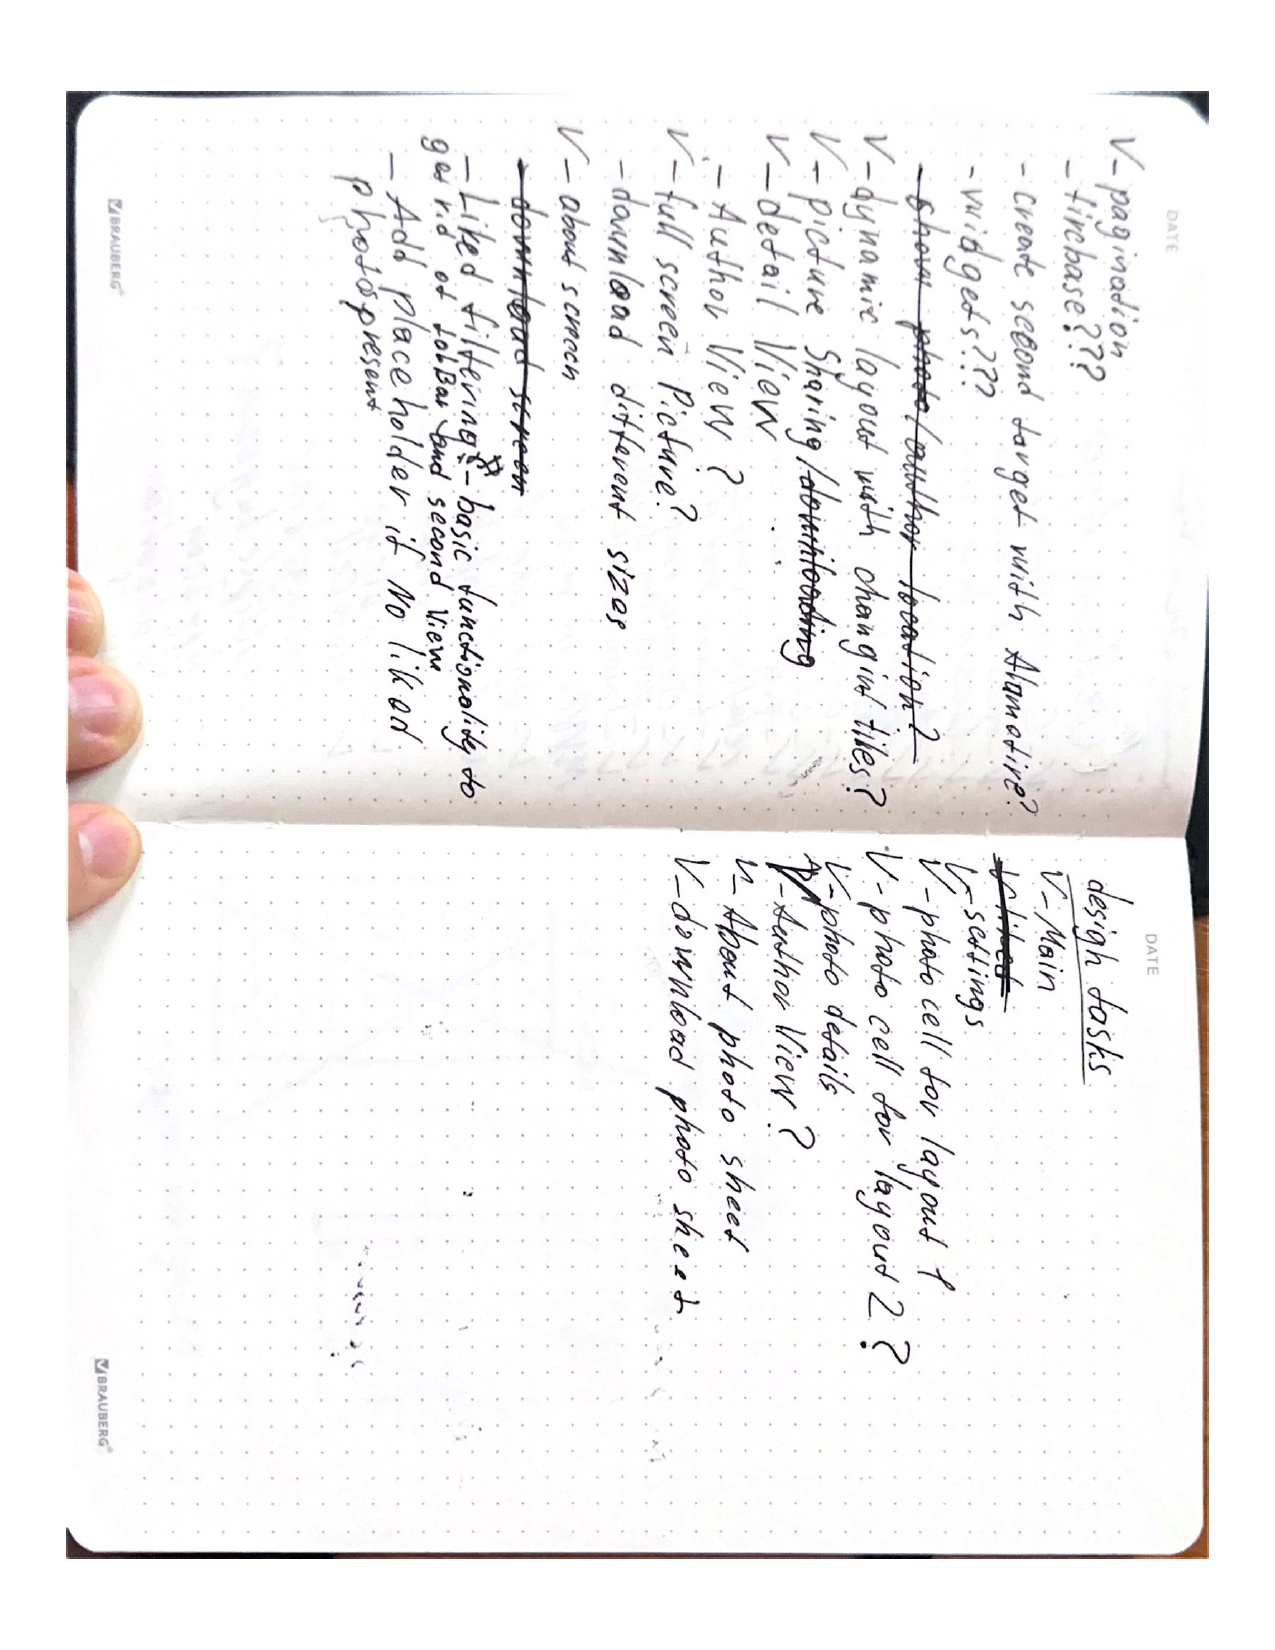 DATE
V- pagination
- firebase???
- create second target with Alamofire?
- widgets???
- show photo/author location?
V- dynamic layout with changint tiles?
V- picture Sharing/downloading
V- detail View
- Author View?
V- full screen Picture?
- download different sizes
V- about screen
- download screen
- Liked filtering - basic functionality to
get rid of tabBar and second View
- Add placeholder if No liked
photos present
VBRAUBERG
DATE
design tasks
V- Main
V liked
V- settings
V- photo cell for layout 1
V- photo cell for layout 2?
V- photo details
- Author View?
V- About photo sheet
V- download photo sheet
VBRAUBERG